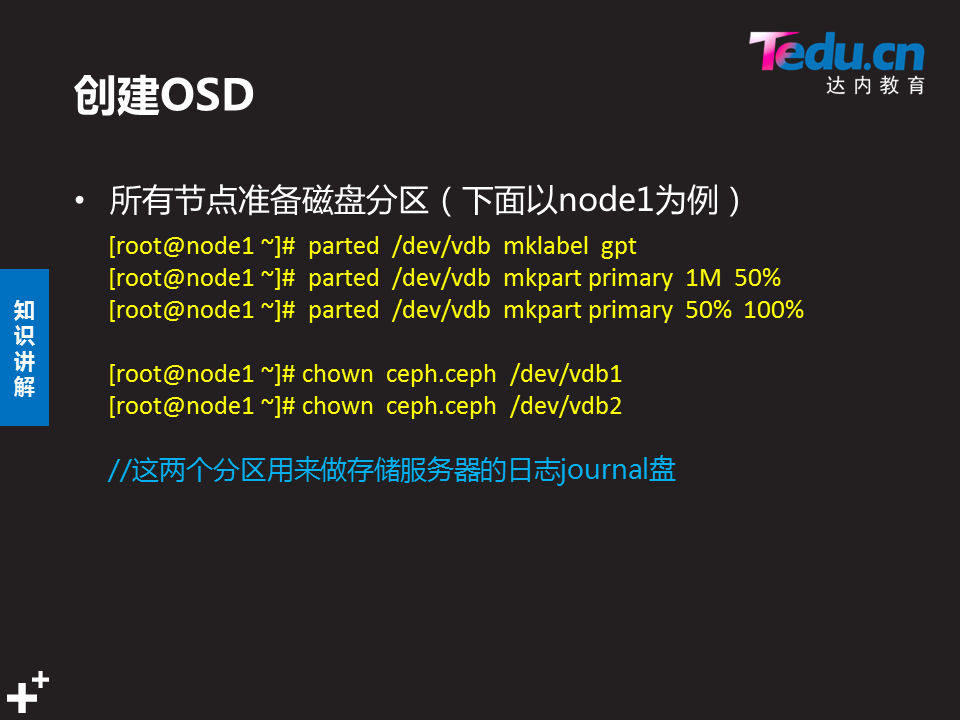 Tedu.cn
达内教育
创建OSD
• 所有节点准备磁盘分区（下面以node1为例）
[root@node1 ~]# parted /dev/vdb mklabel gpt
[root@node1 ~]# parted /dev/vdb mkpart primary 1M 50%
[root@node1 ~]# parted /dev/vdb mkpart primary 50% 100%
[root@node1 ~]# chown ceph.ceph /dev/vdb1
[root@node1 ~]# chown ceph.ceph /dev/vdb2
//这两个分区用来做存储服务器的日志journal盘
知识讲解